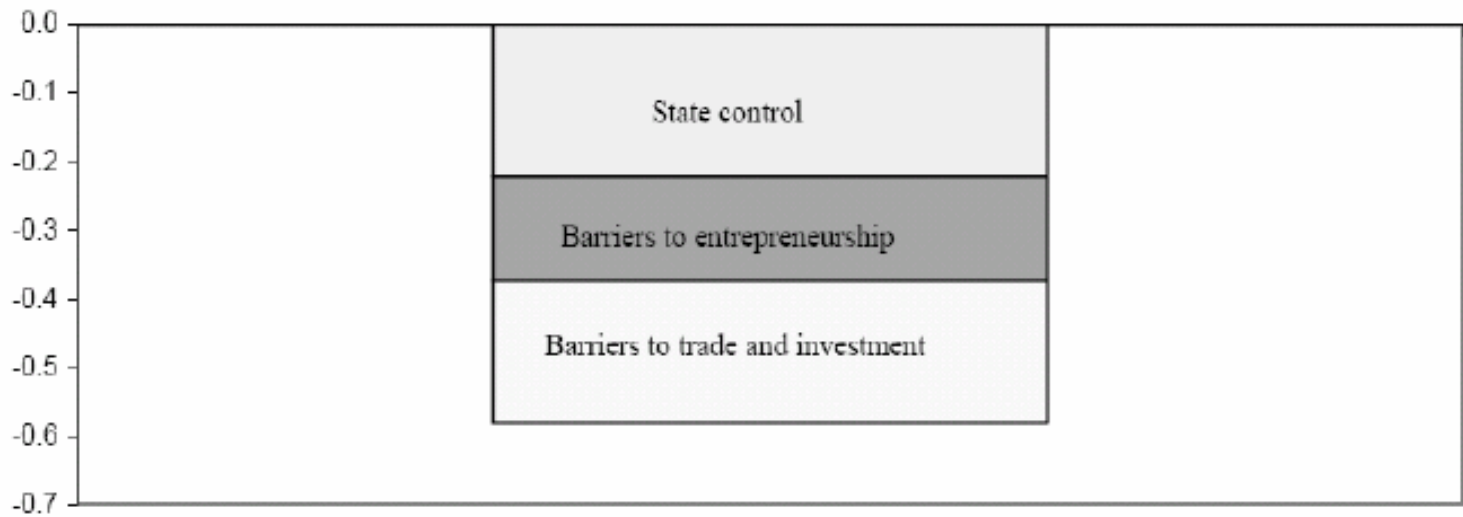 0.0
-0.1
State control
-0.2
Barriers to entrepreneurship
-0.3
-0.4
Barriers to trade and investment
-0.5
-0.6
-0.7